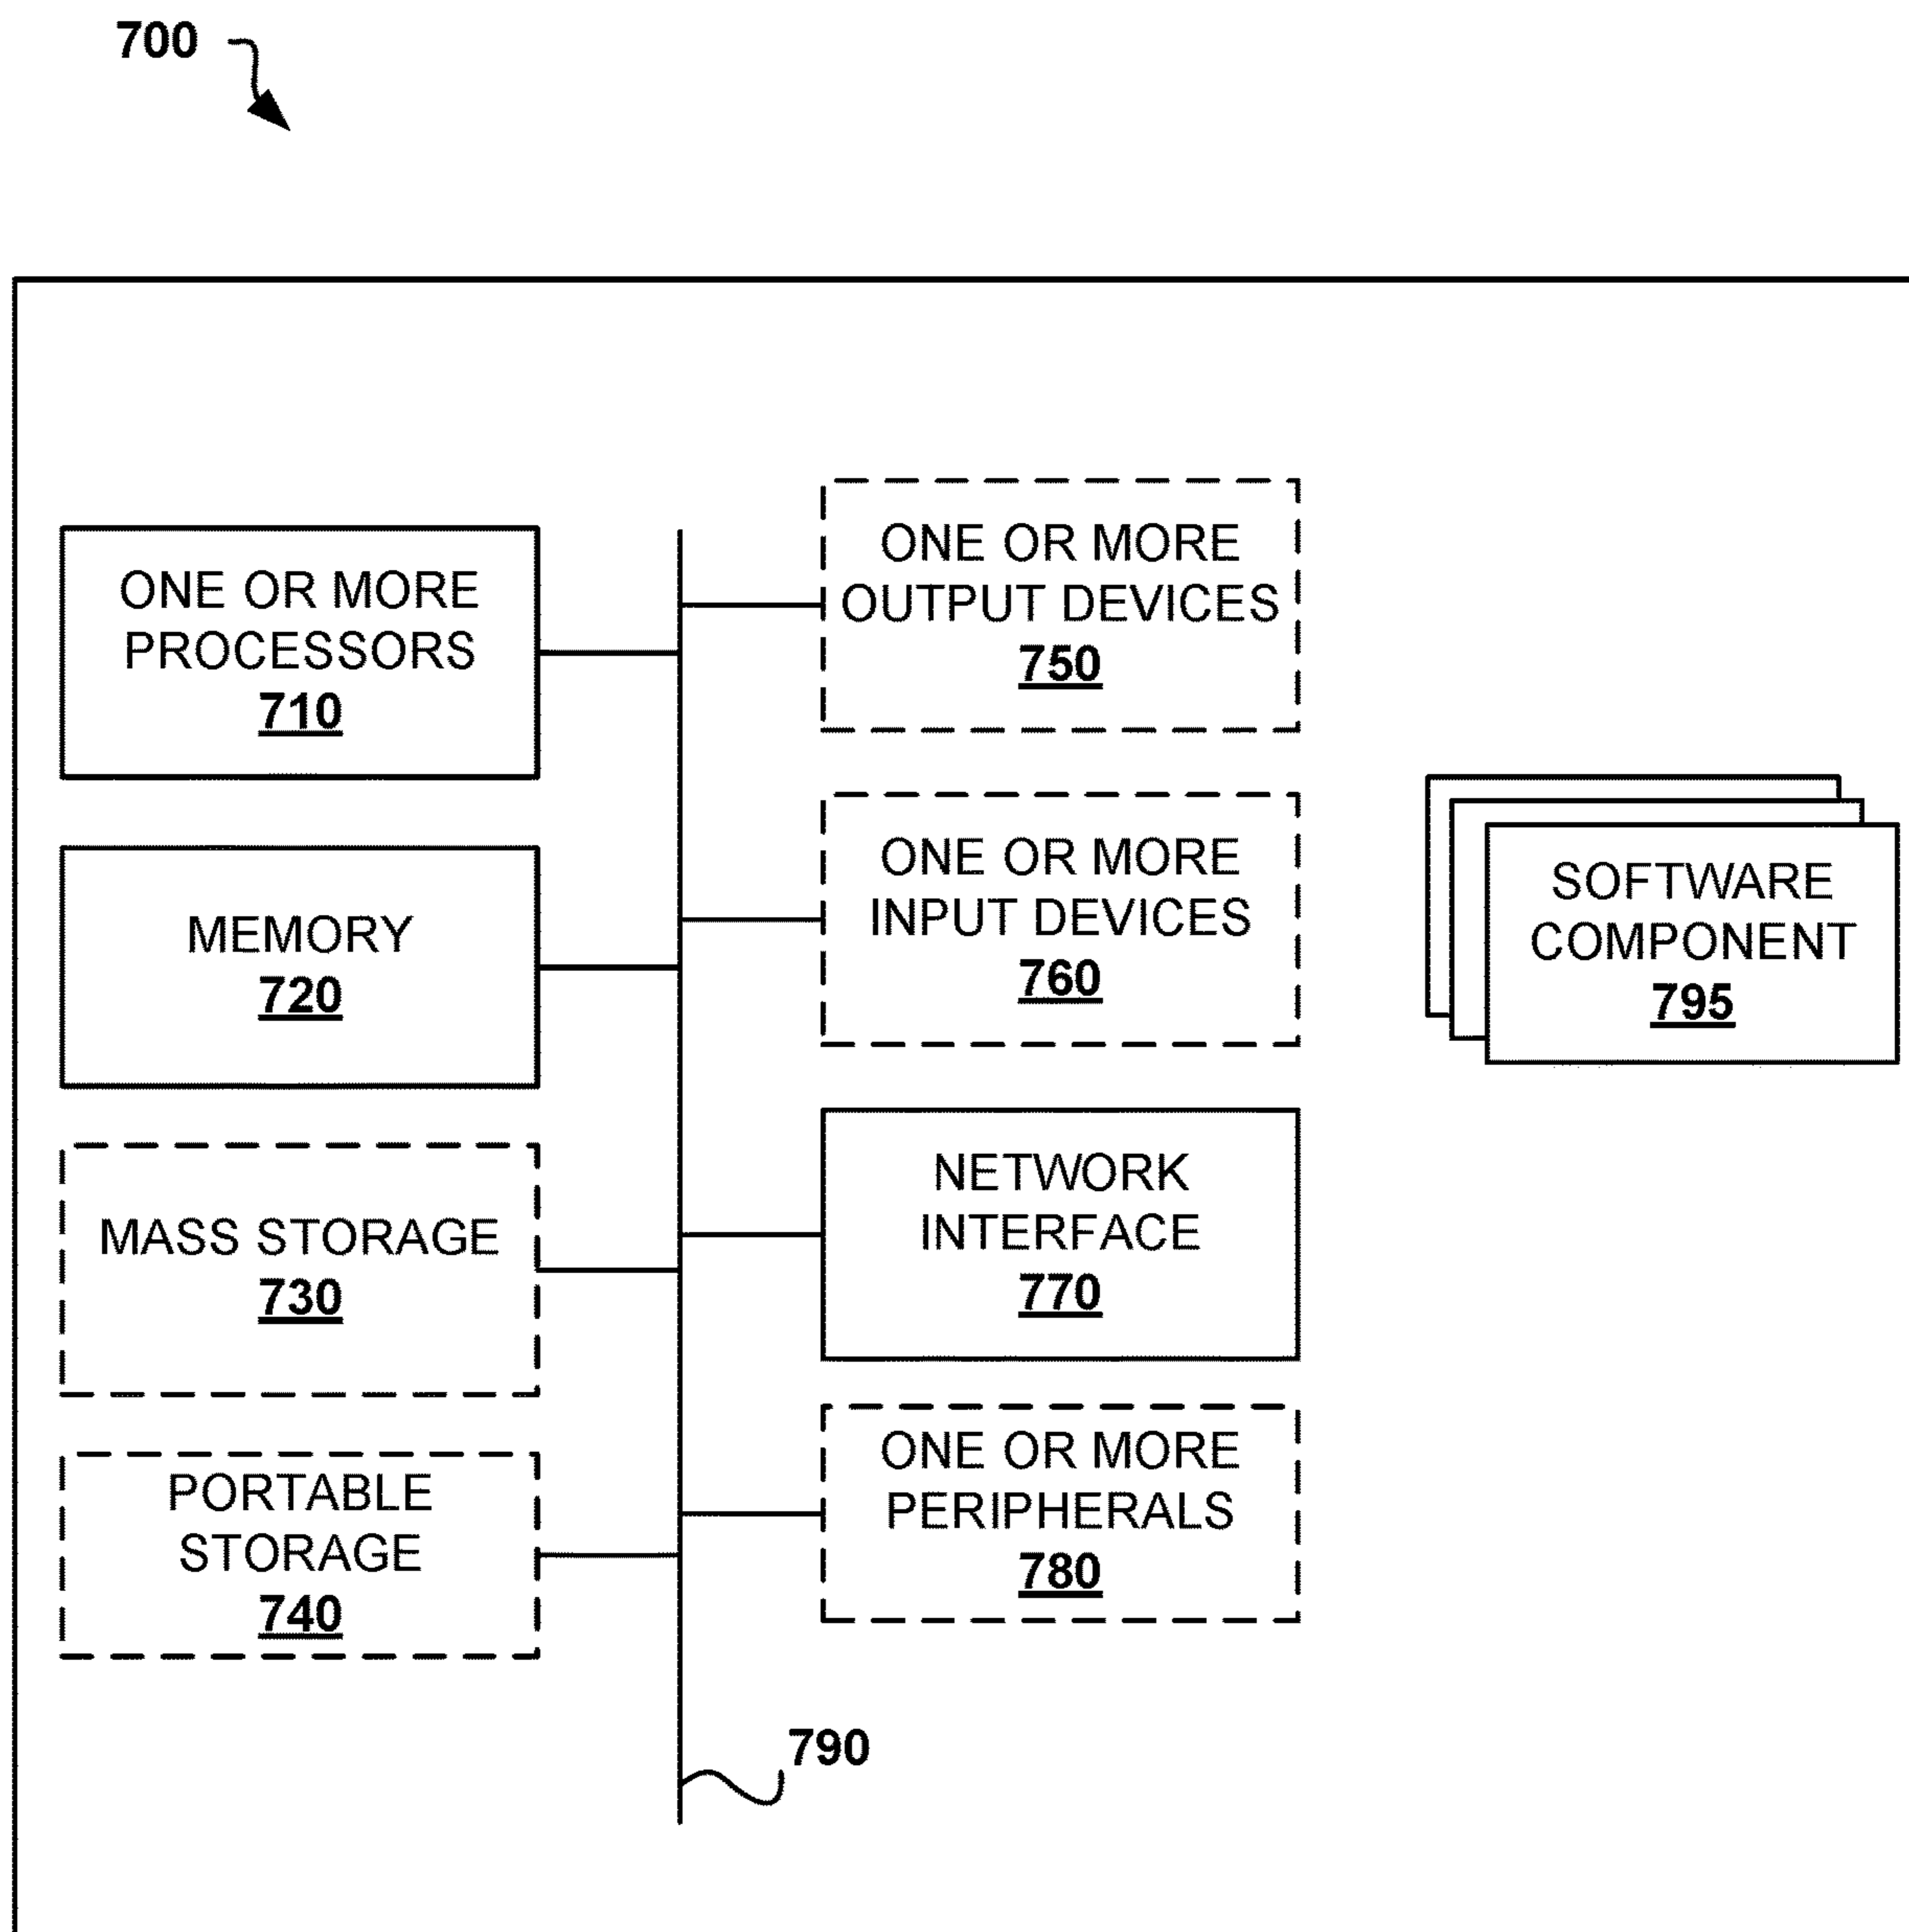 700
ONE OR MORE
PROCESSORS
710
MEMORY
720
MASS STORAGE
730
PORTABLE
STORAGE
740
ONE OR MORE
OUTPUT DEVICES
750
ONE OR MORE
INPUT DEVICES
760
NETWORK
INTERFACE
770
ONE OR MORE
PERIPHERALS
780
790
SOFTWARE
COMPONENT
795